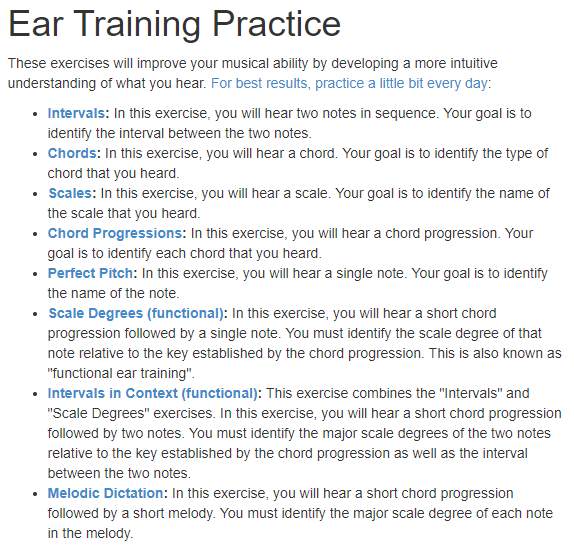 Ear Training Practice
These exercises will improve your musical ability by developing a more intuitive
understanding of what you hear. For best results, practice a little bit every day:
• Intervals: In this exercise, you will hear two notes in sequence. Your goal is to
identify the interval between the two notes.
• Chords: In this exercise, you will hear a chord. Your goal is to identify the type of
chord that you heard.
• Scales: In this exercise, you will hear a scale. Your goal is to identify the name of
the scale that you heard.
• Chord Progressions: In this exercise, you will hear a chord progression. Your
goal is to identify each chord that you heard.
• Perfect Pitch: In this exercise, you will hear a single note. Your goal is to identify
the name of the note.
• Scale Degrees (functional): In this exercise, you will hear a short chord
progression followed by a single note. You must identify the scale degree of that
note relative to the key established by the chord progression. This is also known as
"functional ear training".
• Intervals in Context (functional): This exercise combines the "Intervals" and
"Scale Degrees" exercises. In this exercise, you will hear a short chord progression
followed by two notes. You must identify the major scale degrees of the two notes
relative to the key established by the chord progression as well as the interval
between the two notes.
• Melodic Dictation: In this exercise, you will hear a short chord progression
followed by a short melody. You must identify the major scale degree of each note
in the melody.